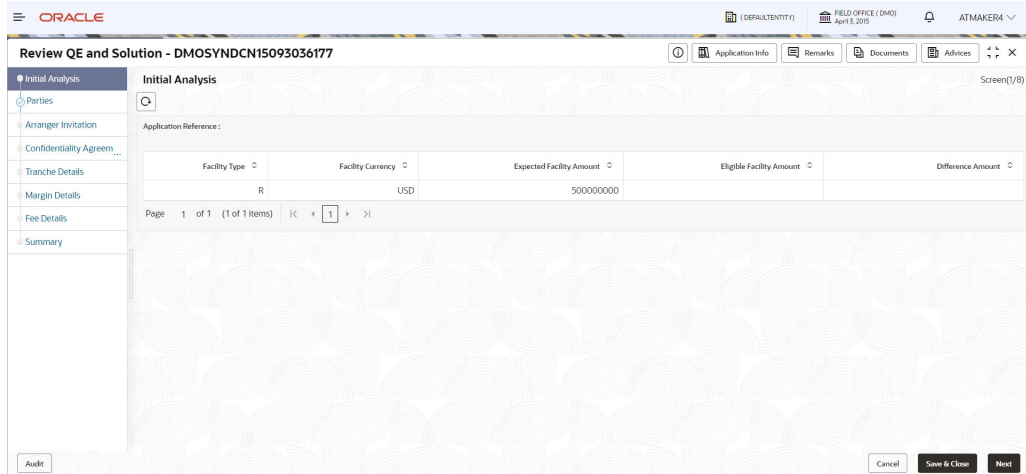 ORACLE
( DEFAULTENTITY)
FIELD OFFICE ( DMO)
April 3, 2015
ATMAKER4
Review QE and Solution - DMOSYNDCN15093036177
Application Info
Remarks
Documents
Advices
Initial Analysis
Parties
Arranger Invitation
Confidentiality Agreem...
Tranche Details
Margin Details
Fee Details
Summary
Initial Analysis
Screen(1/8)
Application Reference :
Facility Type Facility Currency Expected Facility Amount Eligible Facility Amount Difference Amount
R USD 500000000
Page 1 of 1 (1 of 1 items) 1
Audit
Cancel Save & Close Next